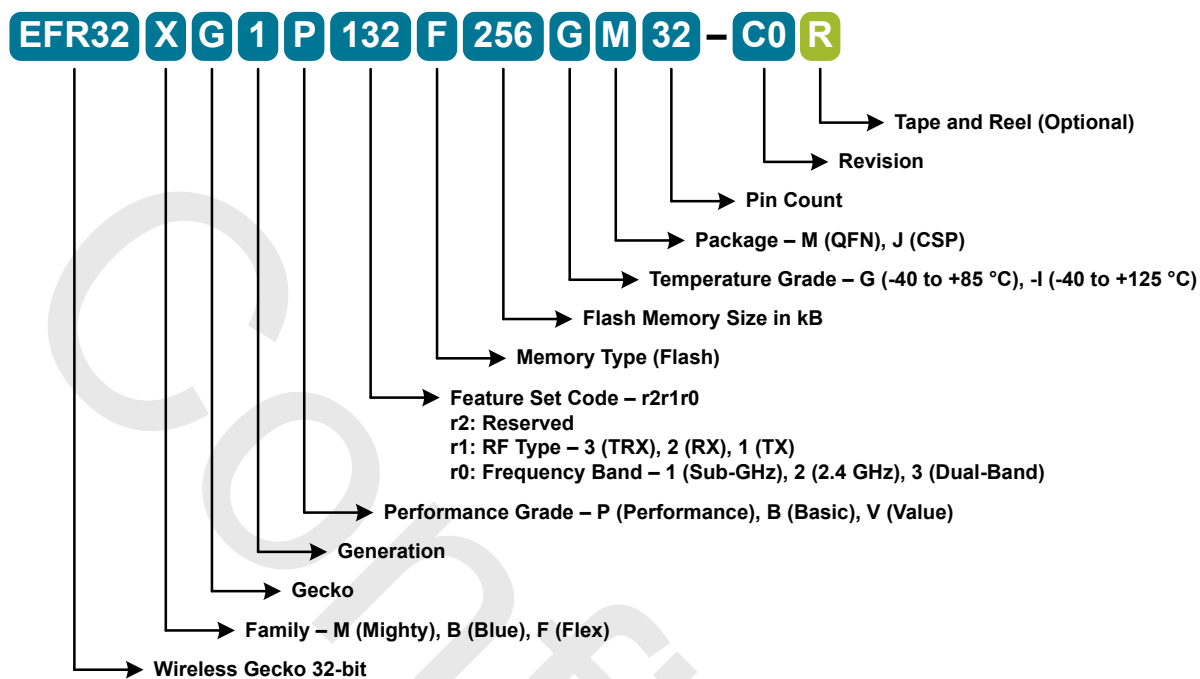 EFR32 X G 1 P 132 F 256 G M 32 – C0 R
Tape and Reel (Optional)
Revision
Pin Count
Package – M (QFN), J (CSP)
Temperature Grade – G (-40 to +85 °C), -I (-40 to +125 °C)
Flash Memory Size in kB
Memory Type (Flash)
Feature Set Code – r2r1r0
r2: Reserved
r1: RF Type – 3 (TRX), 2 (RX), 1 (TX)
r0: Frequency Band – 1 (Sub-GHz), 2 (2.4 GHz), 3 (Dual-Band)
Performance Grade – P (Performance), B (Basic), V (Value)
Generation
Gecko
Family – M (Mighty), B (Blue), F (Flex)
Wireless Gecko 32-bit